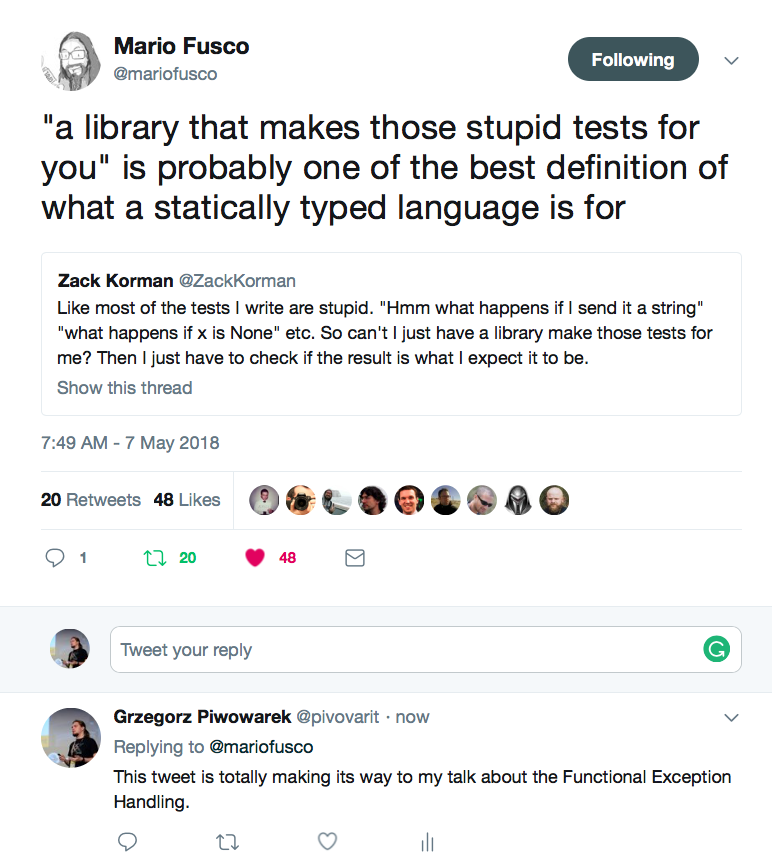 Mario Fusco
@mariofusco
Following
"a library that makes those stupid tests for
you" is probably one of the best definition of
what a statically typed language is for
Zack Korman @ZackKorman
Like most of the tests I write are stupid. "Hmm what happens if I send it a string"
"what happens if x is None" etc. So can't I just have a library make those tests for
me? Then I just have to check if the result is what I expect it to be.
Show this thread
7:49 AM - 7 May 2018
20 Retweets 48 Likes
1 20 48
Tweet your reply
Grzegorz Piwowarek @pivovarit · now
Replying to @mariofusco
This tweet is totally making its way to my talk about the Functional Exception
Handling.